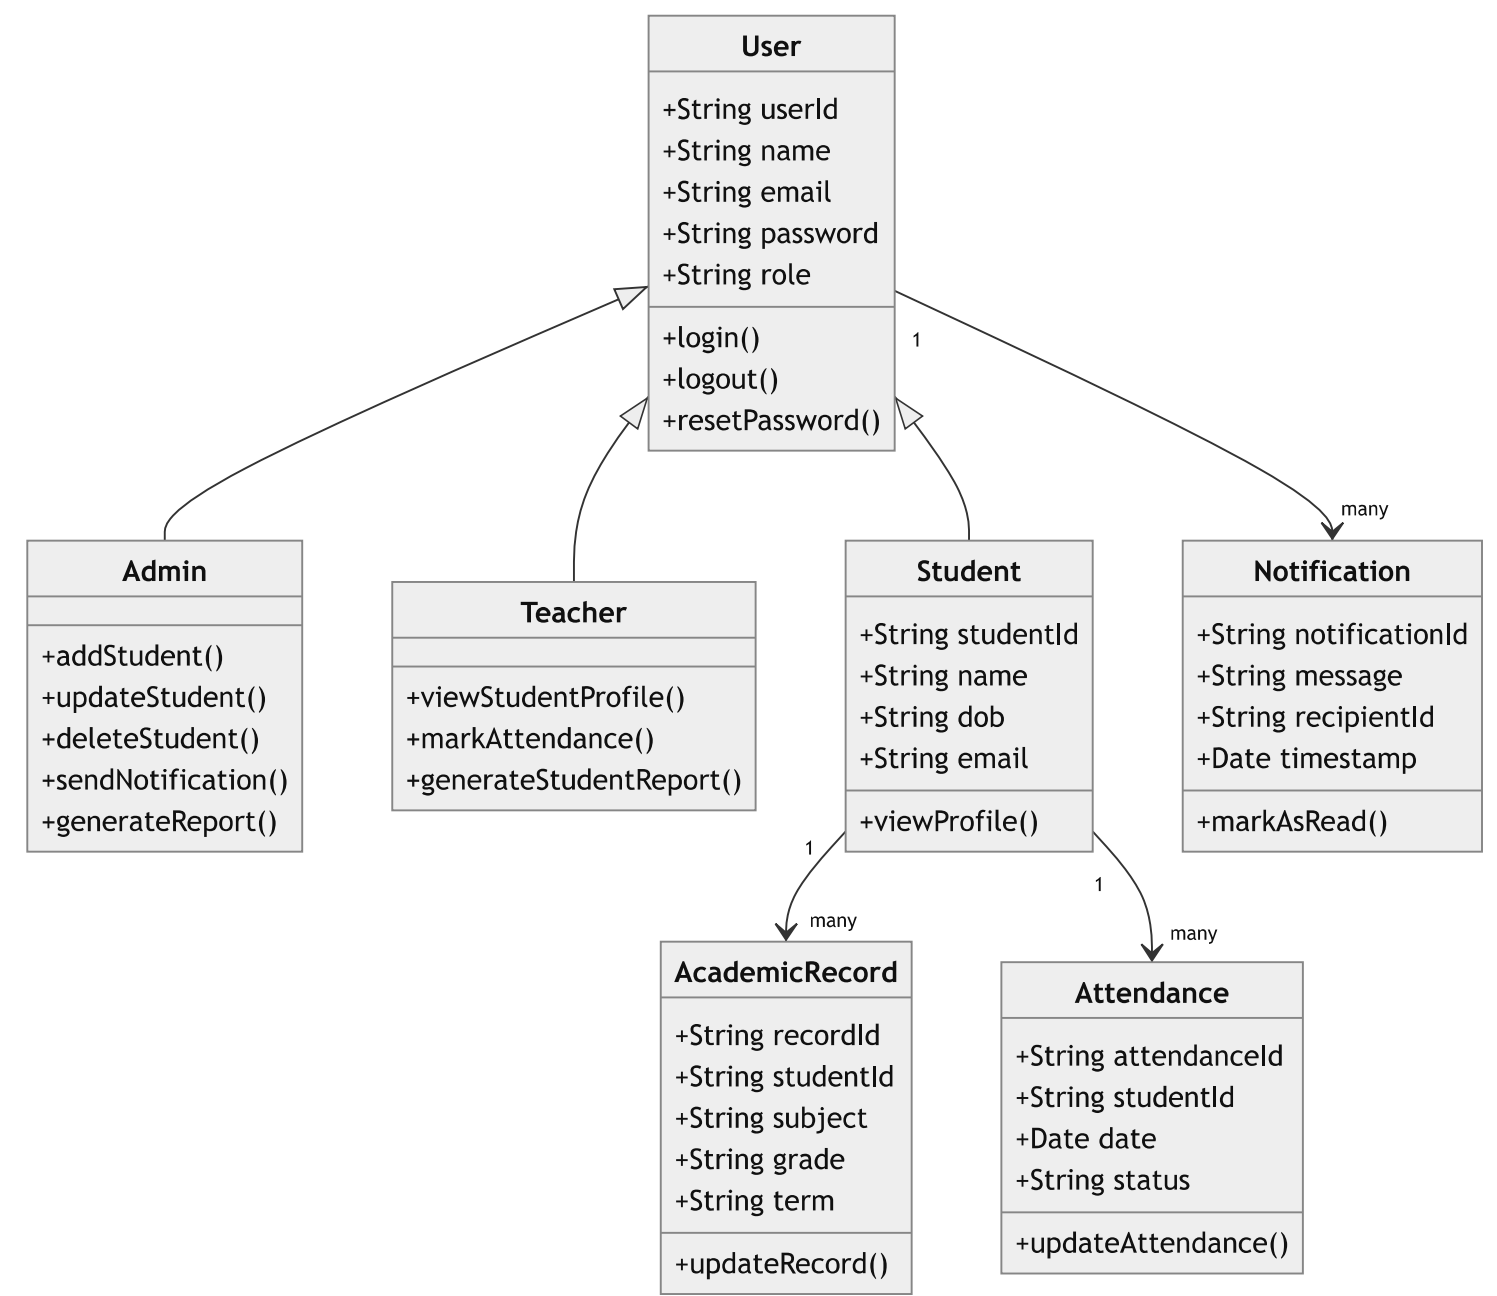 User
+String userId
+String name
+String email
+String password
+String role
+login()
+logout()
+resetPassword()
1
many
Admin
+addStudent()
+updateStudent()
+deleteStudent()
+sendNotification()
+generateReport()
Teacher
+viewStudentProfile()
+markAttendance()
+generateStudentReport()
Student
+String studentId
+String name
+String dob
+String email
+viewProfile()
Notification
+String notificationId
+String message
+String recipientId
+Date timestamp
+markAsRead()
1
many
1
many
AcademicRecord
+String recordId
+String studentId
+String subject
+String grade
+String term
+updateRecord()
Attendance
+String attendanceId
+String studentId
+Date date
+String status
+updateAttendance()